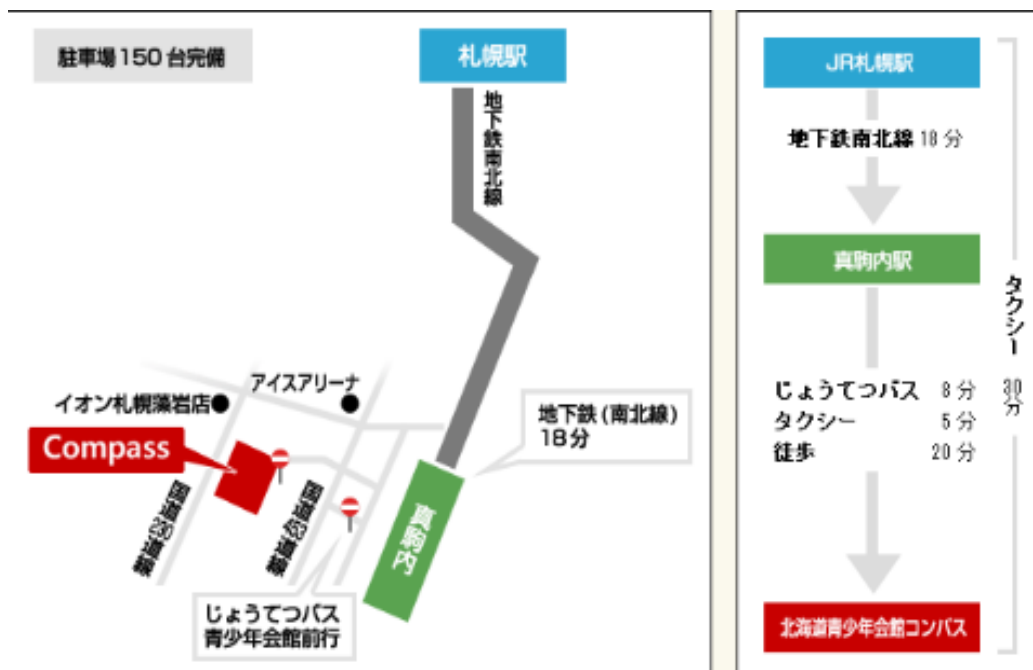 駐車場150台完備
札幌駅
地下鉄南北線
アイスアリーナ
イオン札幌藻岩店
Compass
地下鉄(南北線)
18分
国道230号線
国道453号線
真駒内
じょうてつバス
青少年会館前行
JR札幌駅
地下鉄南北線 18分
真駒内駅
じょうてつバス 8分
タクシー 5分
徒歩 20分
タクシー 30分
北海道青少年会館コンパス